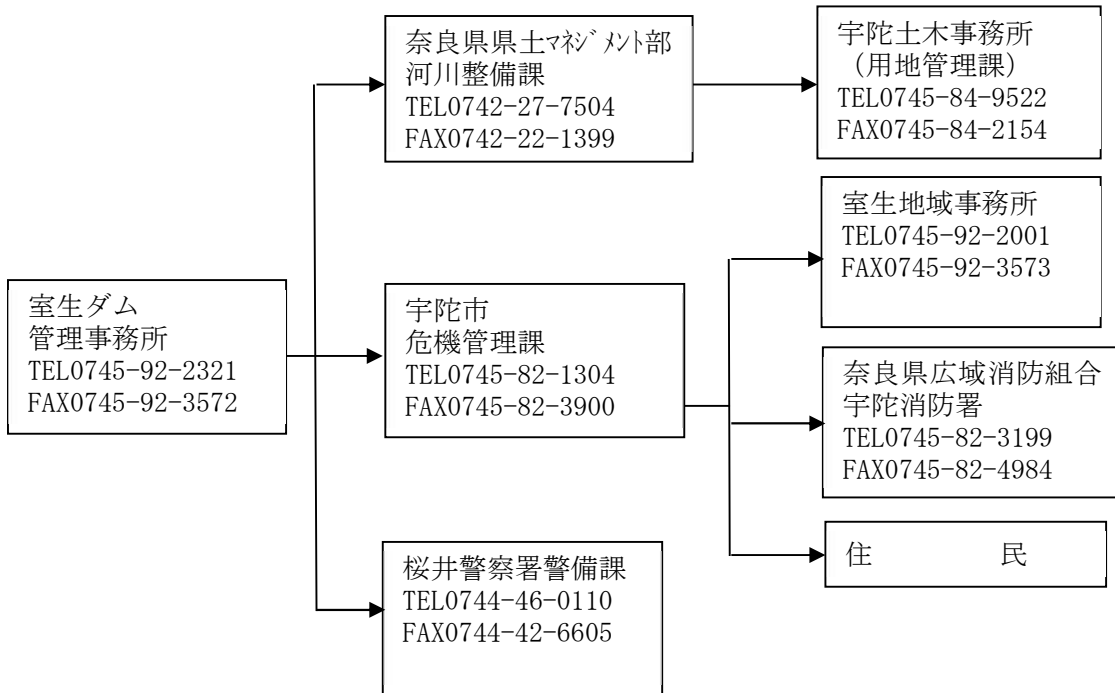 室生ダム
管理事務所
TEL0745-92-2321
FAX0745-92-3572
奈良県県土ﾏﾈｼﾞﾒﾝﾄ部
河川整備課
TEL0742-27-7504
FAX0742-22-1399
宇陀土木事務所
（用地管理課）
TEL0745-84-9522
FAX0745-84-2154
宇陀市
危機管理課
TEL0745-82-1304
FAX0745-82-3900
室生地域事務所
TEL0745-92-2001
FAX0745-92-3573
奈良県広域消防組合
宇陀消防署
TEL0745-82-3199
FAX0745-82-4984
住　　　　民
桜井警察署警備課
TEL0744-46-0110
FAX0744-42-6605